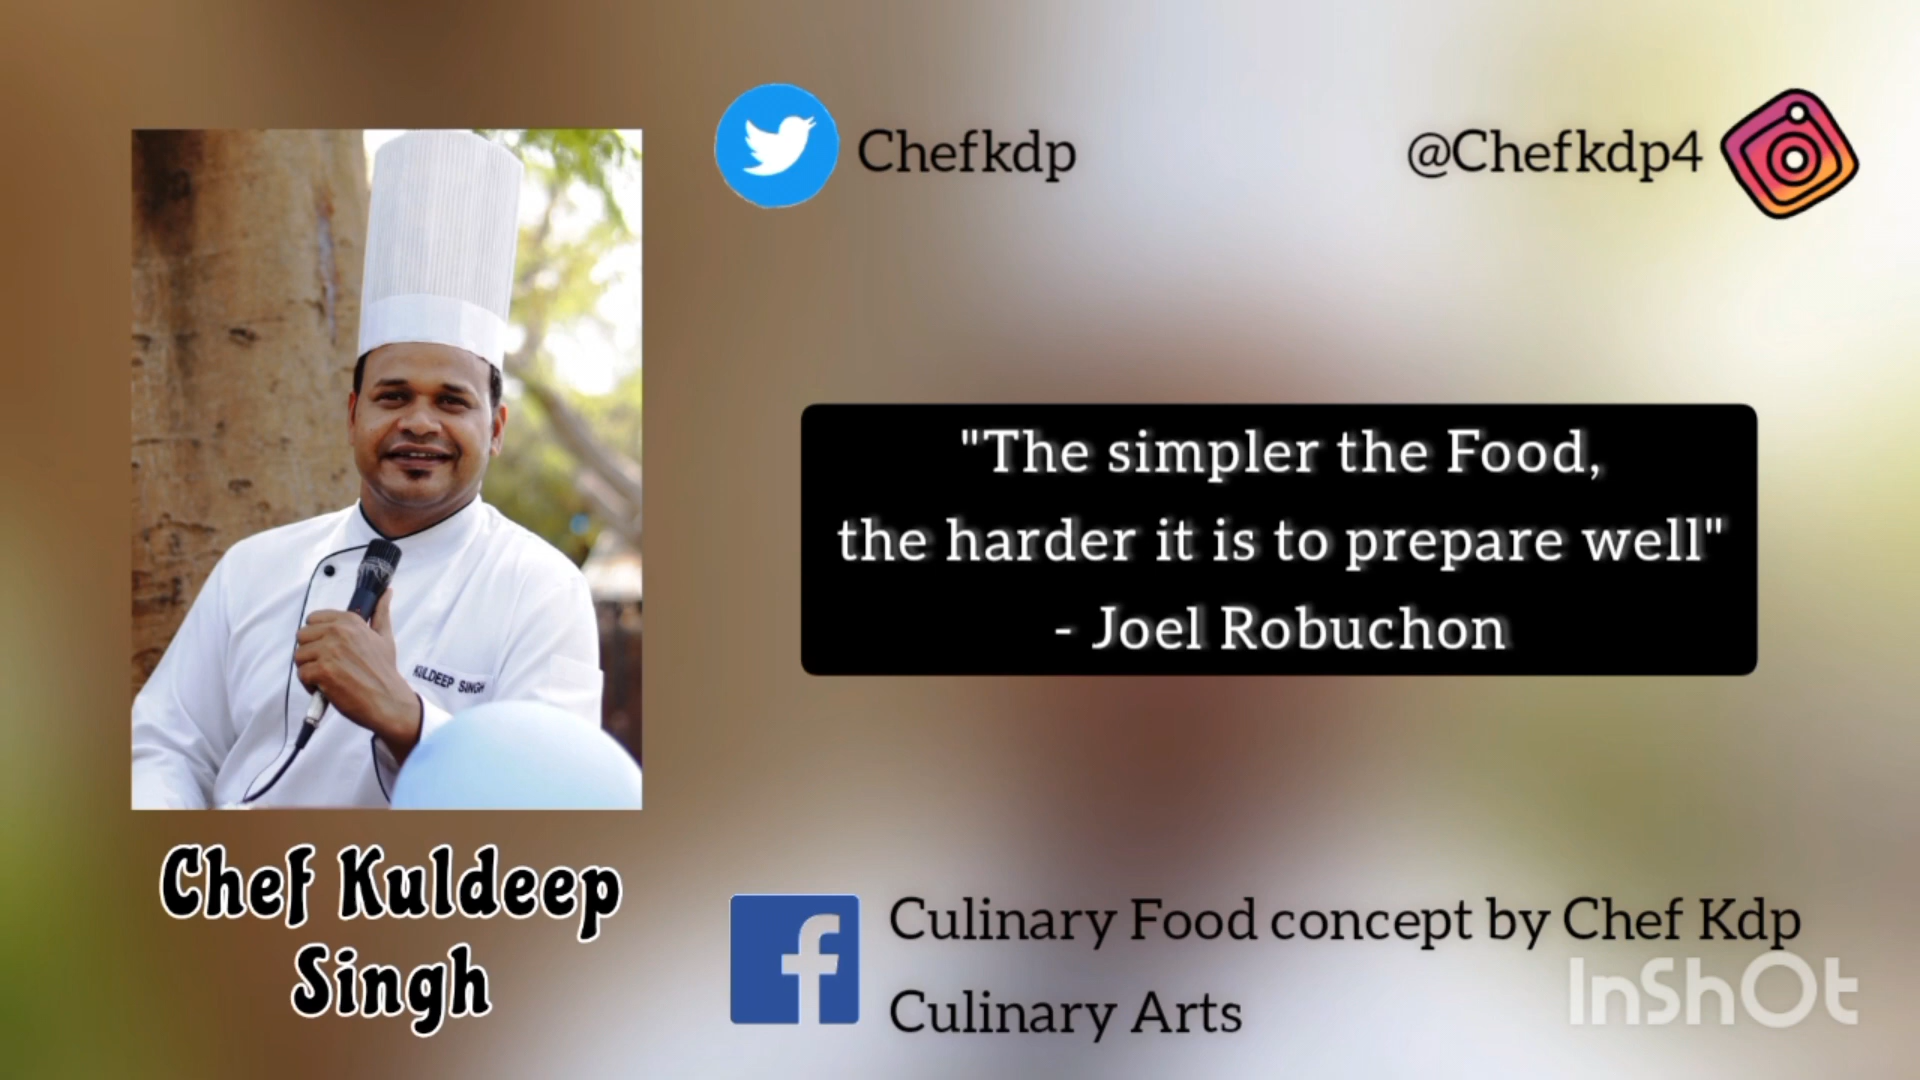 Chefkdp
@Chefkdp4
"The simpler the Food,
the harder it is to prepare well"
- Joel Robuchon
KULDEEP SINGH
Chef Kuldeep
Singh
Culinary Food concept by Chef Kdp
Culinary Arts
InShOt